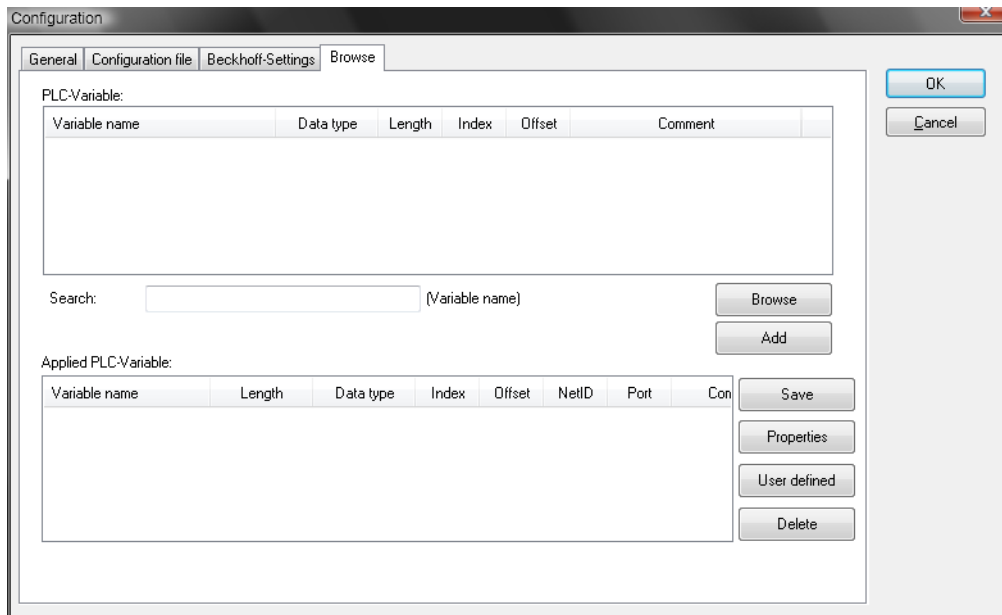 Configuration
General Configuration file Beckhoff-Settings Browse
OK
Cancel
PLC-Variable:
Variable name Data type Length Index Offset Comment
Search: (Variable name) Browse
Add
Applied PLC-Variable:
Variable name Length Data type Index Offset NetID Port Con
Save
Properties
User defined
Delete